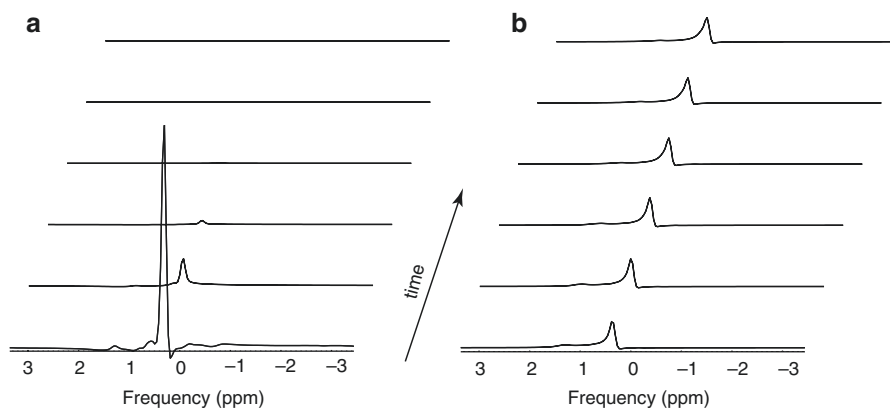 a
b
time
3 2 1 0 –1 –2 –3
3 2 1 0 –1 –2 –3
Frequency (ppm)
Frequency (ppm)